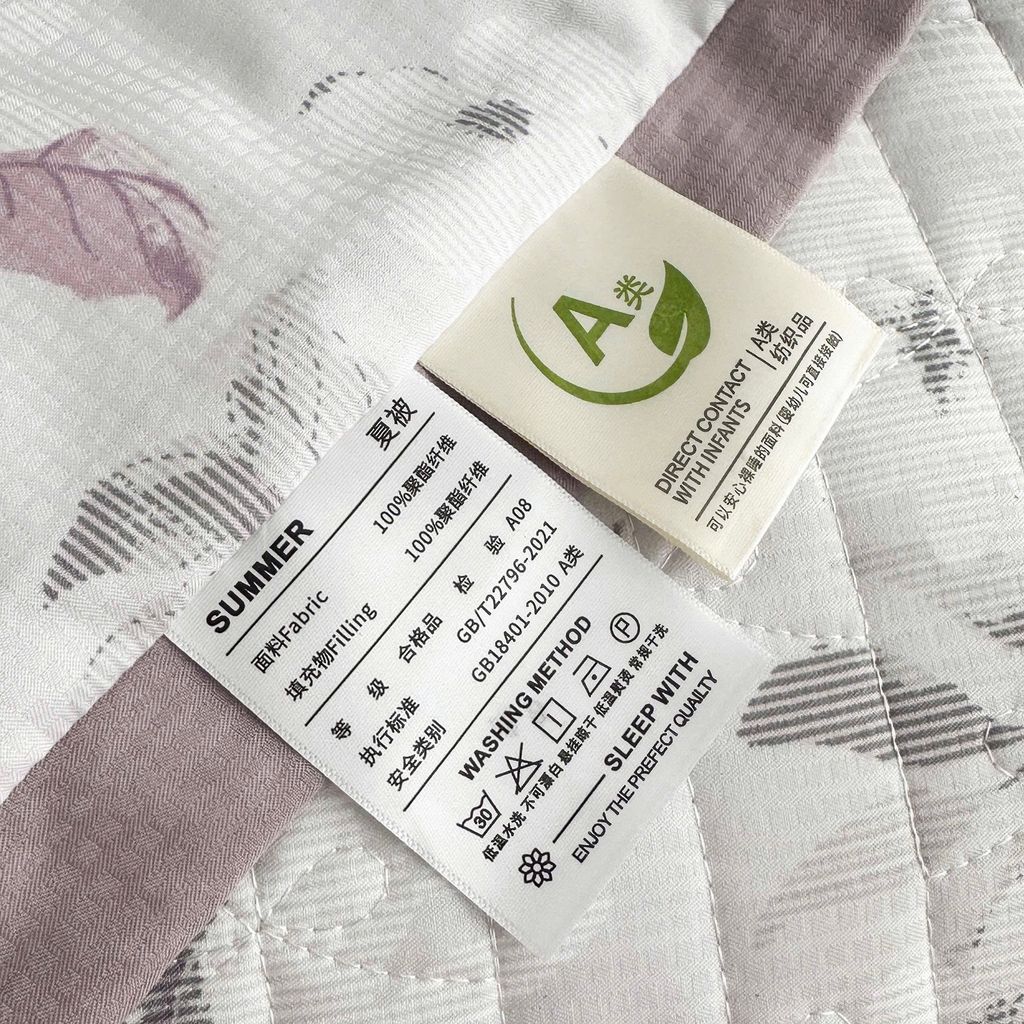 A类
DIRECT CONTACT
WITH INFANTS
A类
纺织品
可以安心裸睡的面料(婴幼儿可直接接触)
SUMMER 夏被
面料Fabric 100%聚酯纤维
填充物Filling 100%聚酯纤维
等 级 合格品 检 验 A08
执行标准 GB/T22796-2021
安全类别 GB18401-2010 A类
WASHING METHOD
30 P
低温水洗 不可漂白 悬挂晾干 低温熨烫 常规干洗
SLEEP WITH
ENJOY THE PREFECT QUAILTY